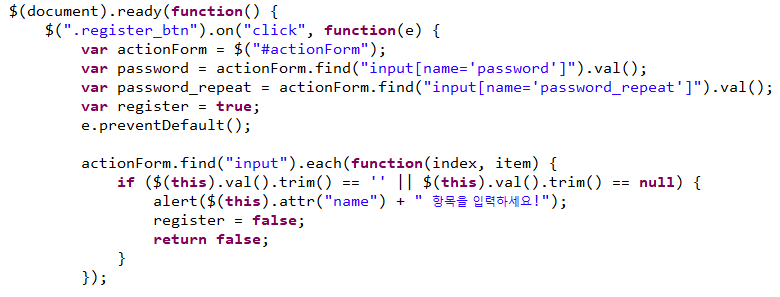 $(document).ready(function() {
    $(".register_btn").on("click", function(e) {
        var actionForm = $("#actionForm");
        var password = actionForm.find("input[name='password']").val();
        var password_repeat = actionForm.find("input[name='password_repeat']").val();
        var register = true;
        e.preventDefault();

        actionForm.find("input").each(function(index, item) {
            if ($(this).val().trim() == '' || $(this).val().trim() == null) {
                alert($(this).attr("name") + " 항목을 입력하세요!");
                register = false;
                return false;
            }
        });